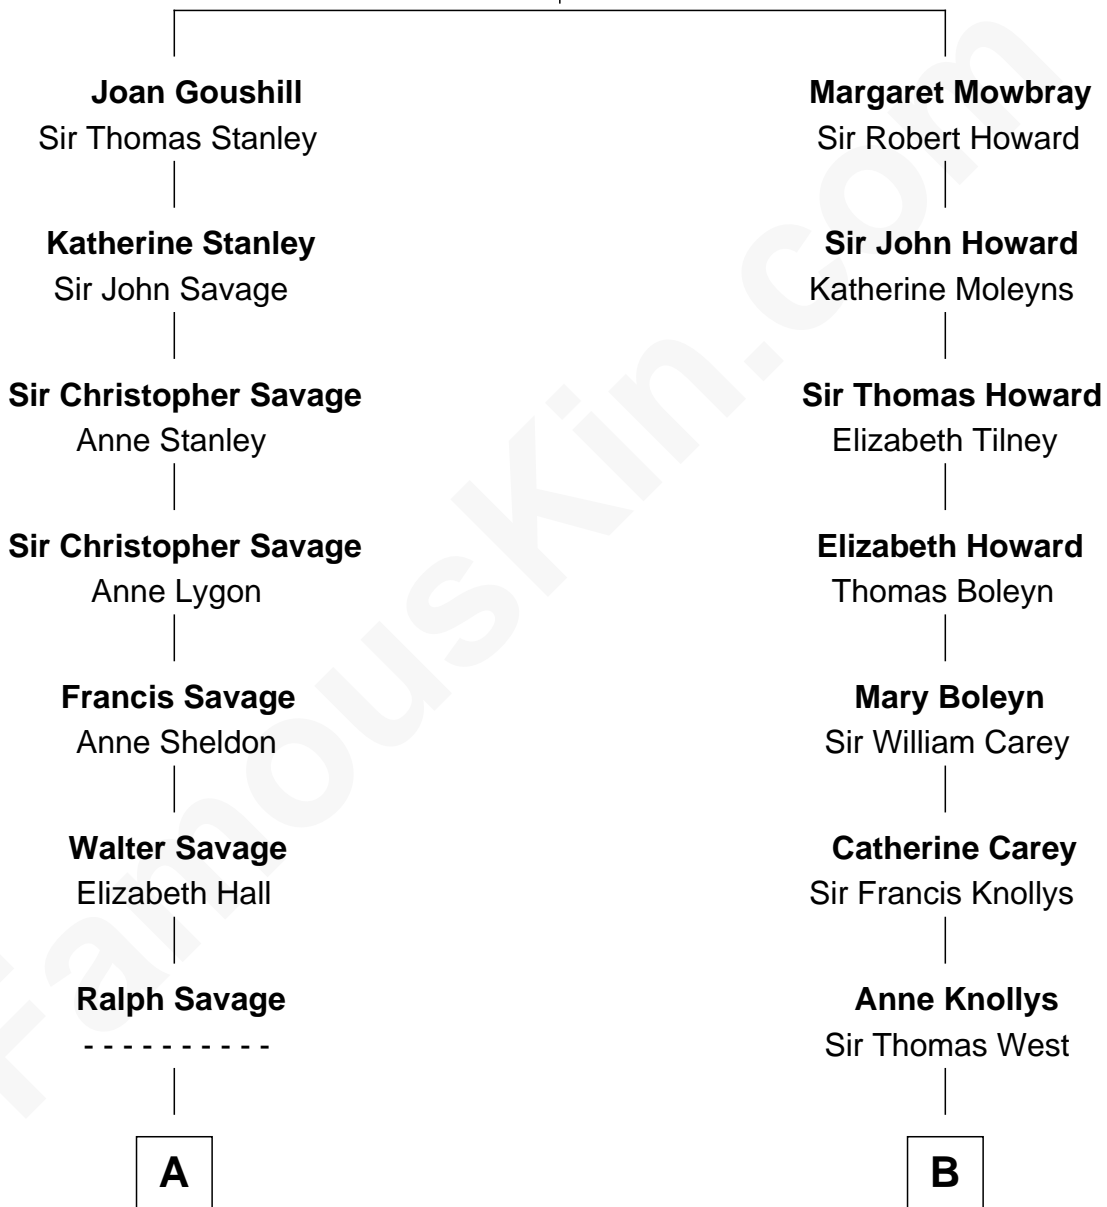 Joan Goushill
Sir Thomas Stanley
Katherine Stanley
Sir John Savage
Sir Christopher Savage
Anne Stanley
Sir Christopher Savage
Anne Lygon
Francis Savage
Anne Sheldon
Walter Savage
Elizabeth Hall
Ralph Savage
- - - - - - - - - -
A
Margaret Mowbray
Sir Robert Howard
Sir John Howard
Katherine Moleyns
Sir Thomas Howard
Elizabeth Tilney
Elizabeth Howard
Thomas Boleyn
Mary Boleyn
Sir William Carey
Catherine Carey
Sir Francis Knollys
Anne Knollys
Sir Thomas West
B
FamousKin.com